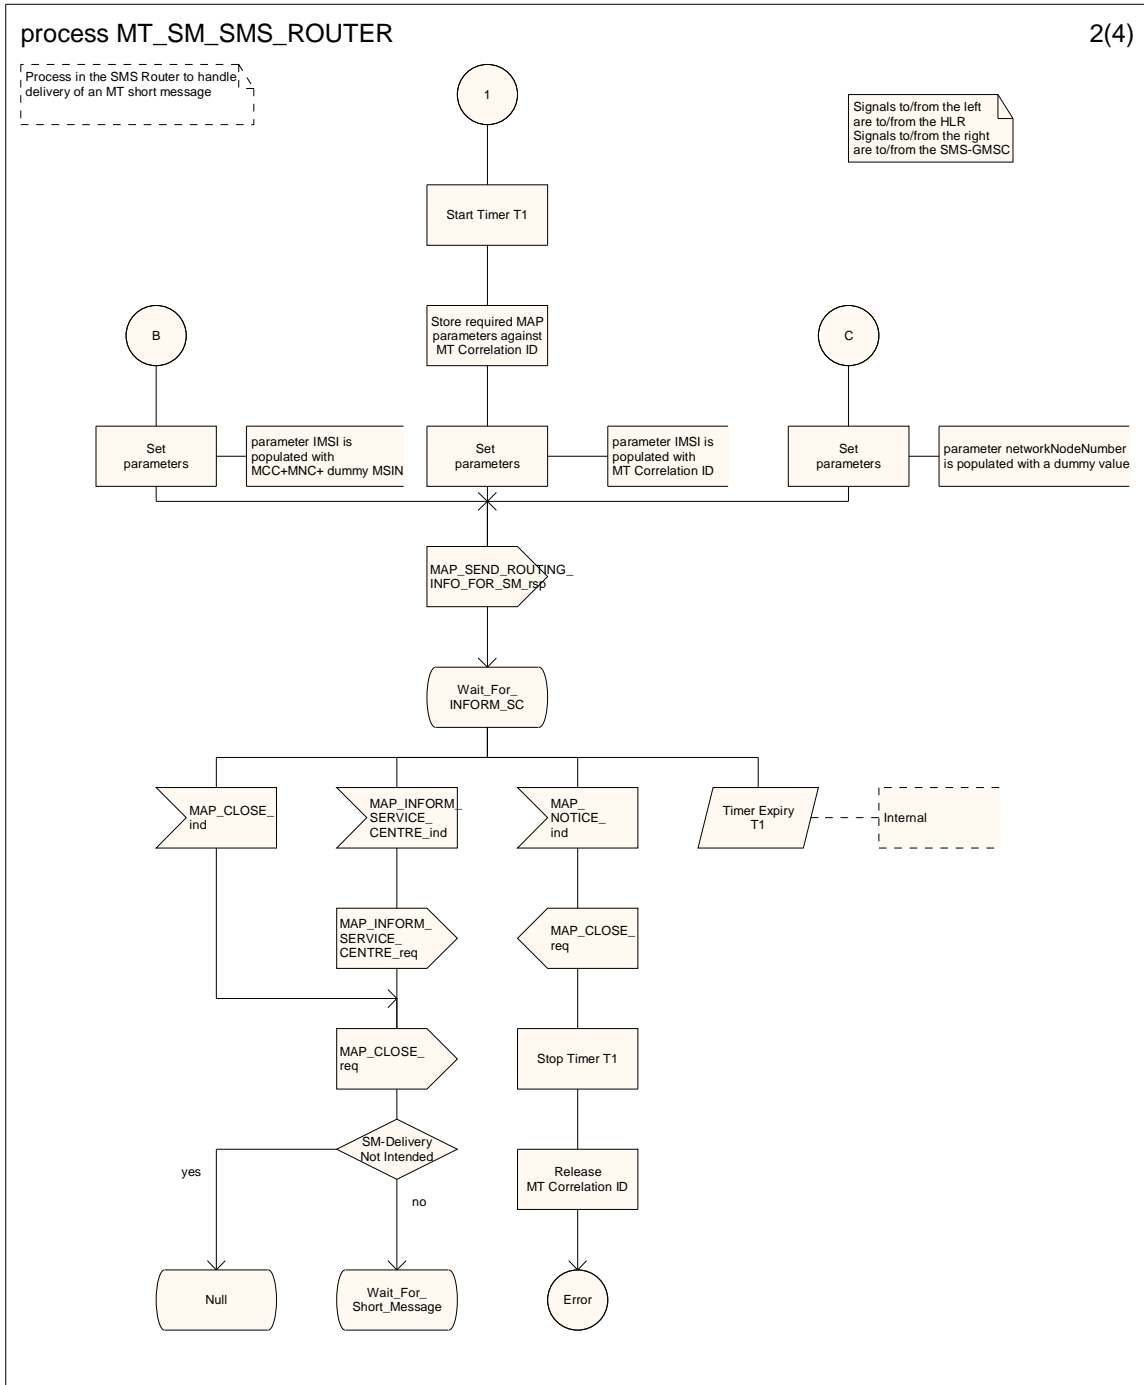 process MT_SM_SMS_ROUTER
2(4)
Process in the SMS Router to handle
delivery of an MT short message
1
Signals to/from the left
are to/from the HLR
Signals to/from the right
are to/from the SMS-GMSC
Start Timer T1
B
Store required MAP
parameters against
MT Correlation ID
C
Set
parameters
parameter IMSI is
populated with
MCC+MNC+ dummy MSIN
Set
parameters
parameter IMSI is
populated with
MT Correlation ID
Set
parameters
parameter networkNodeNumber
is populated with a dummy value
MAP_SEND_ROUTING_
INFO_FOR_SM_rsp
Wait_For_
INFORM_SC
MAP_CLOSE_
ind
MAP_INFORM_
SERVICE_
CENTRE_ind
MAP_
NOTICE_
ind
Timer Expiry
T1
Internal
MAP_INFORM_
SERVICE_
CENTRE_req
MAP_CLOSE_
req
MAP_CLOSE_
req
Stop Timer T1
SM-Delivery
Not Intended
yes
no
Release
MT Correlation ID
Null
Wait_For_
Short_Message
Error